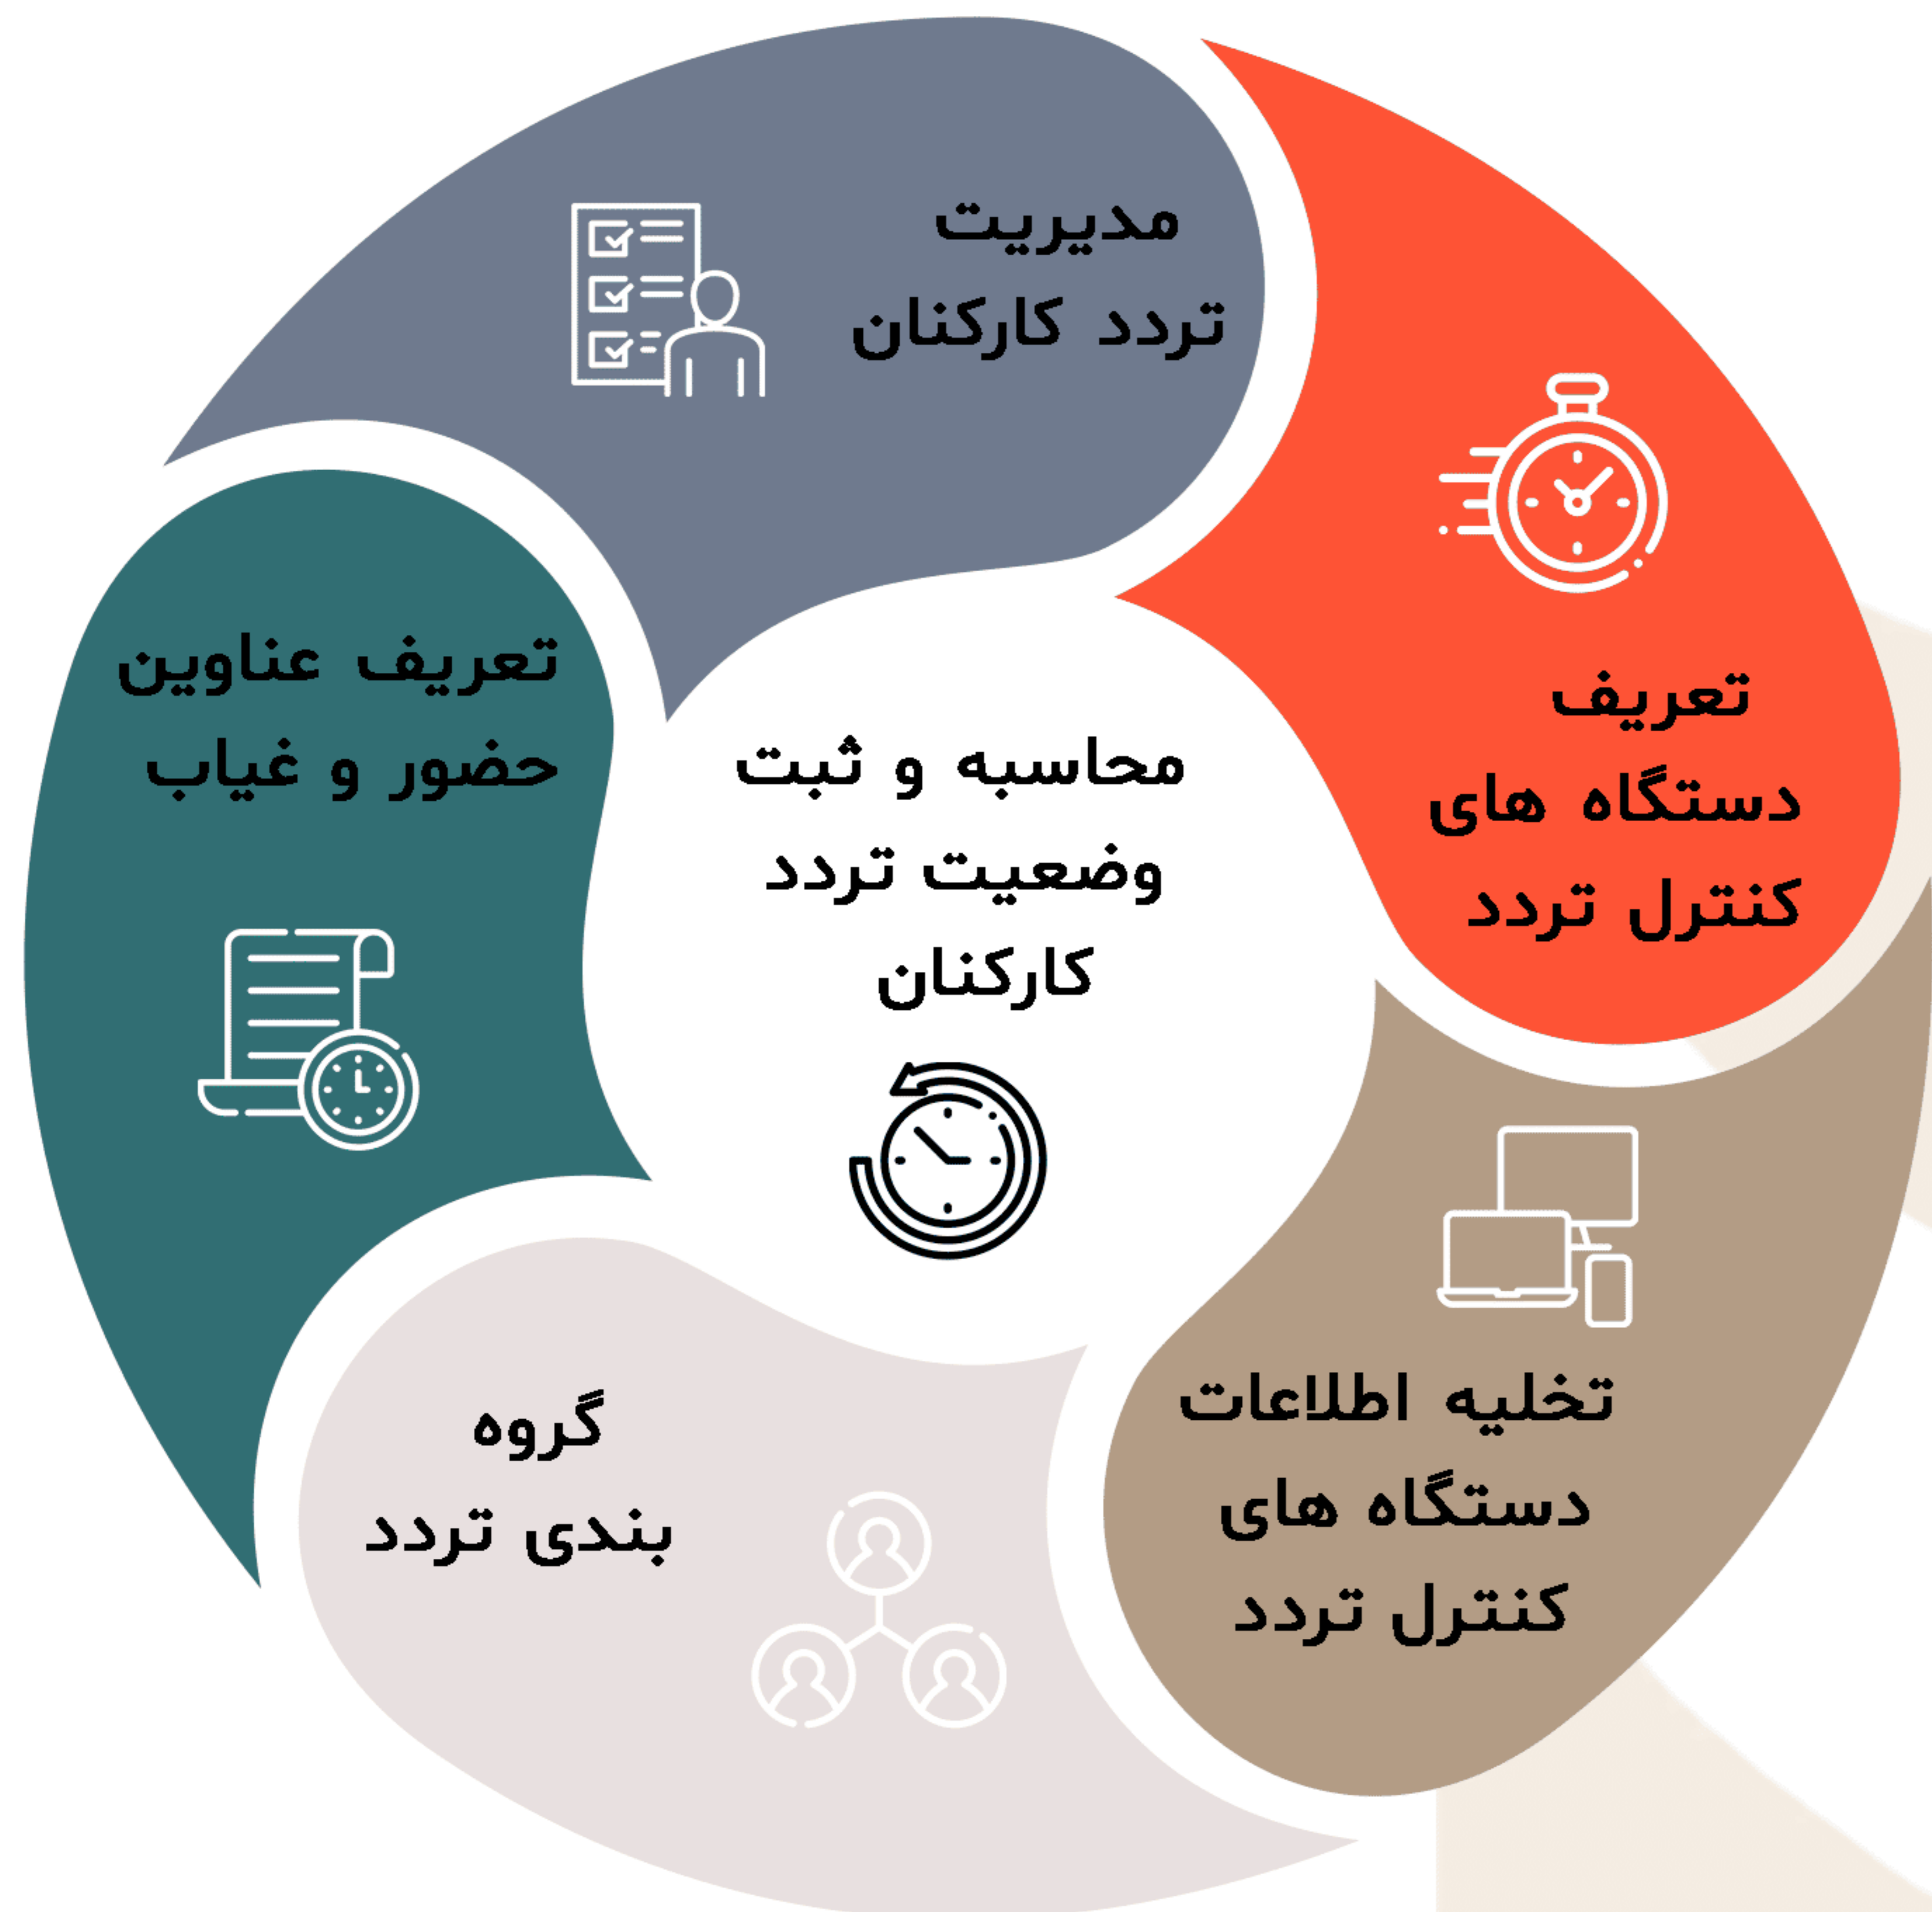 مدیریت
تردد کارکنان
تعریف
دستگاه های
کنترل تردد
تخلیه اطلاعات
دستگاه های
کنترل تردد
گروه
بندی تردد
تعریف عناوین
حضور و غیاب
محاسبه و ثبت
وضعیت تردد
کارکنان